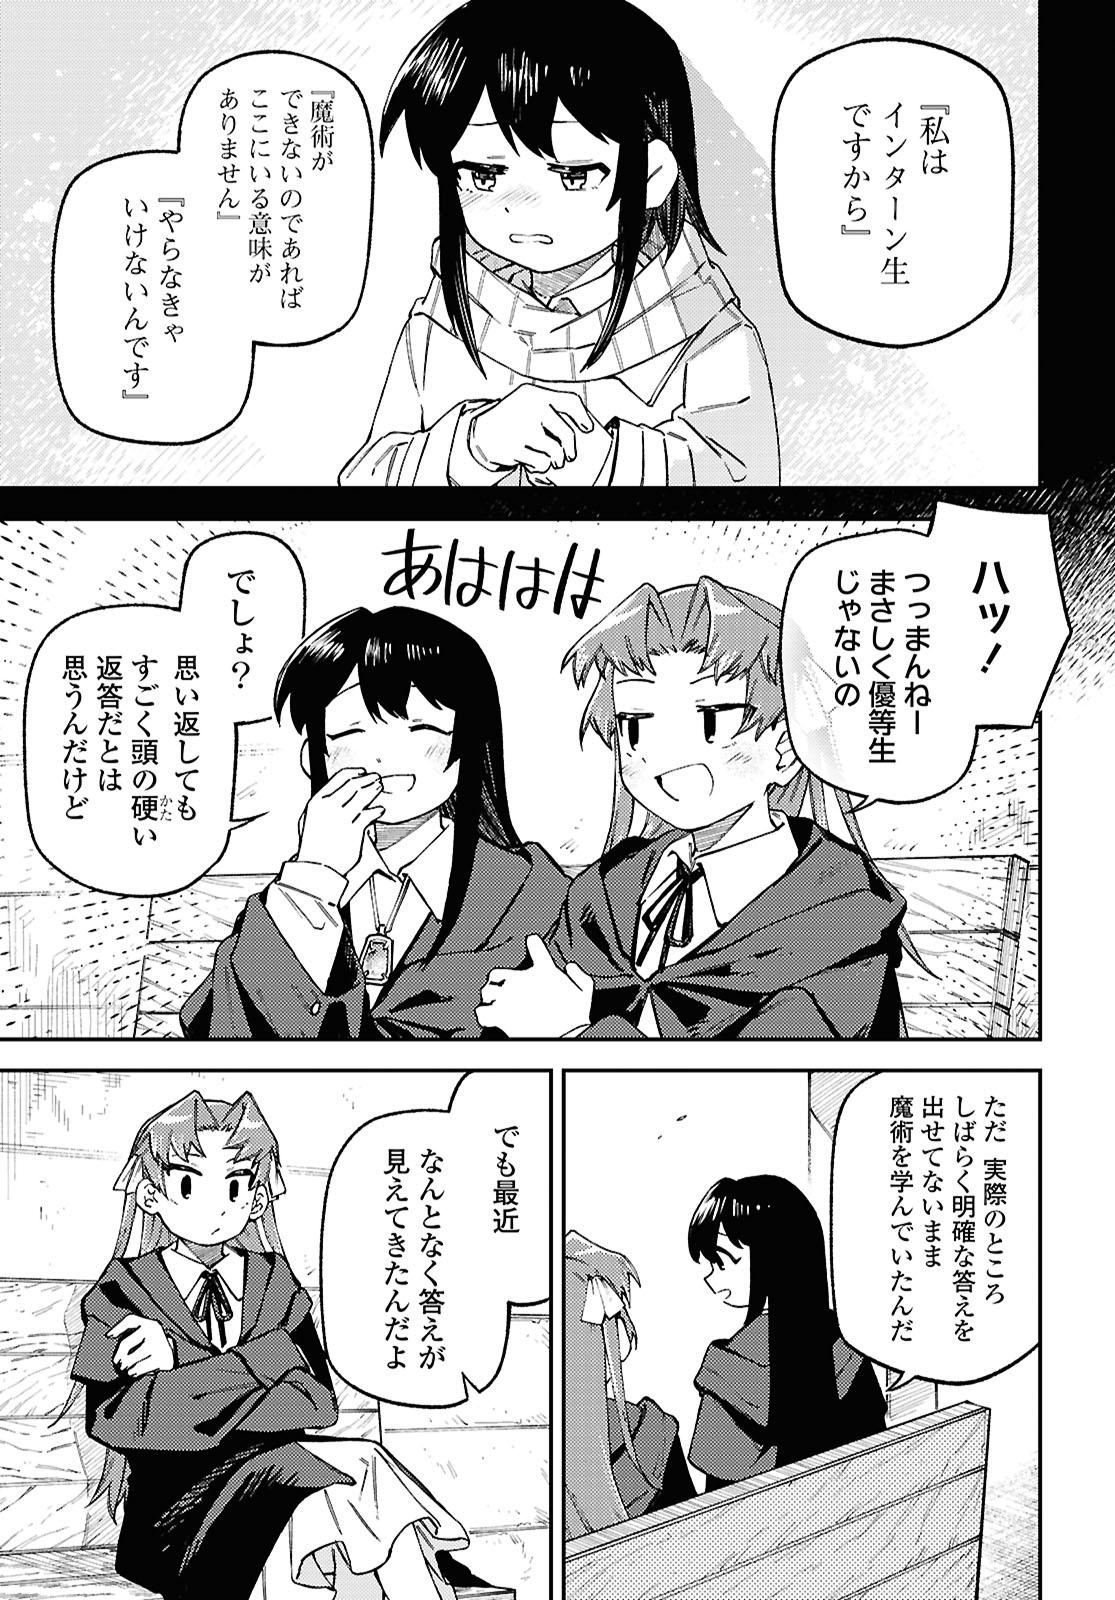 『私は
インターン生
ですから』
『魔術が
できないのであれば
ここにいる意味が
ありません』
『やらなきゃ
いけないんです』
ハッ！
つっまんねー
まさしく優等生
じゃないの
あははは
でしょ？
思い返しても
すごく頭の硬い
かた
返答だとは
思うんだけど
ただ 実際のところ
しばらく明確な答えを
出せてないまま
魔術を学んでいたんだ
でも最近
なんとなく答えが
見えてきたんだよ